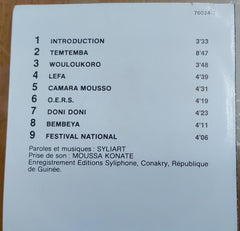 76034-2
1 INTRODUCTION 3'33
2 TEMTEMBA 8'47
3 WOULOUKORO 3'48
4 LEFA 4'39
5 CAMARA MOUSSO 4'31
6 O.E.R.S. 4'19
7 DONI DONI 4'23
8 BEMBEYA 4'11
9 FESTIVAL NATIONAL 4'06
Paroles et musiques : SYLIART
Prise de son : MOUSSA KONATE
Enregistrement Editions Syliphone, Conakry, République
de Guinée.